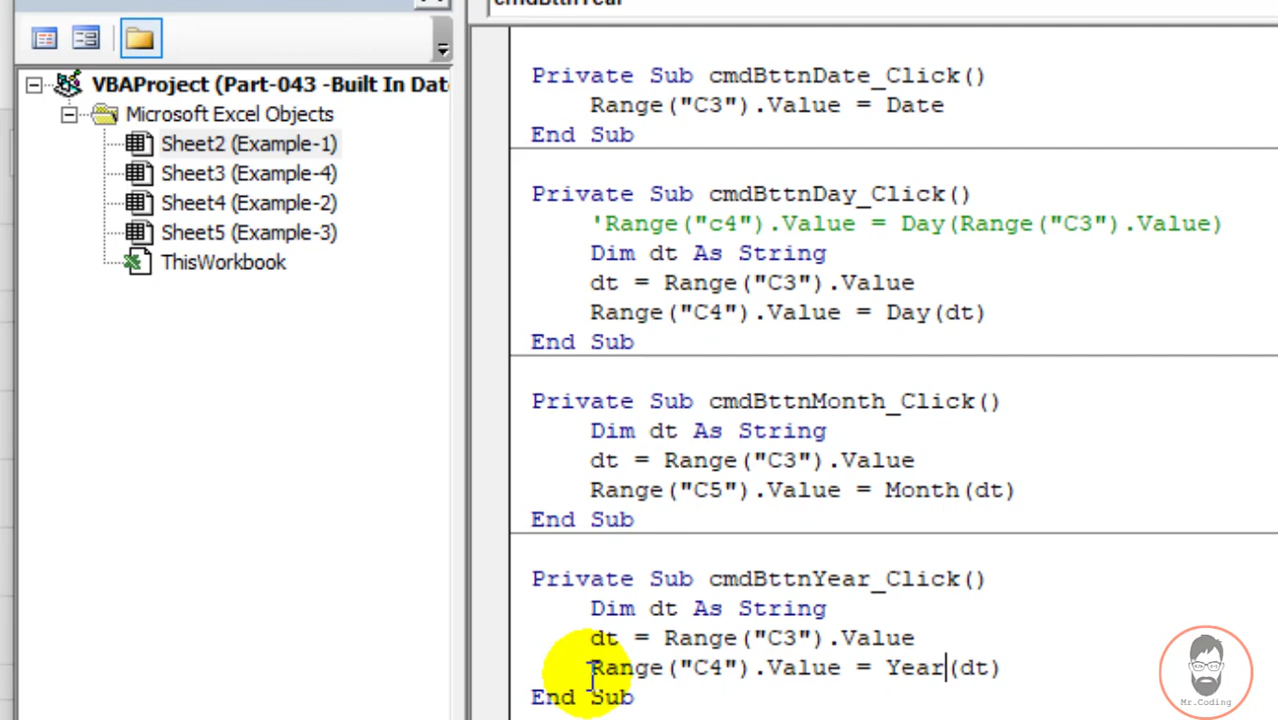 VBAProject (Part-043 -Built In Dat
Microsoft Excel Objects
Sheet2 (Example-1)
Sheet3 (Example-4)
Sheet4 (Example-2)
Sheet5 (Example-3)
ThisWorkbook
Private Sub cmdBttnDate_Click()
Range("C3").Value = Date
End Sub
Private Sub cmdBttnDay_Click()
'Range("c4").Value = Day(Range("C3").Value)
Dim dt As String
dt = Range("C3").Value
Range("C4").Value = Day(dt)
End Sub
Private Sub cmdBttnMonth_Click()
Dim dt As String
dt = Range("C3").Value
Range("C5").Value = Month(dt)
End Sub
Private Sub cmdBttnYear_Click()
Dim dt As String
dt = Range("C3").Value
Range("C4").Value = Year(dt)
End Sub
Mr.Coding